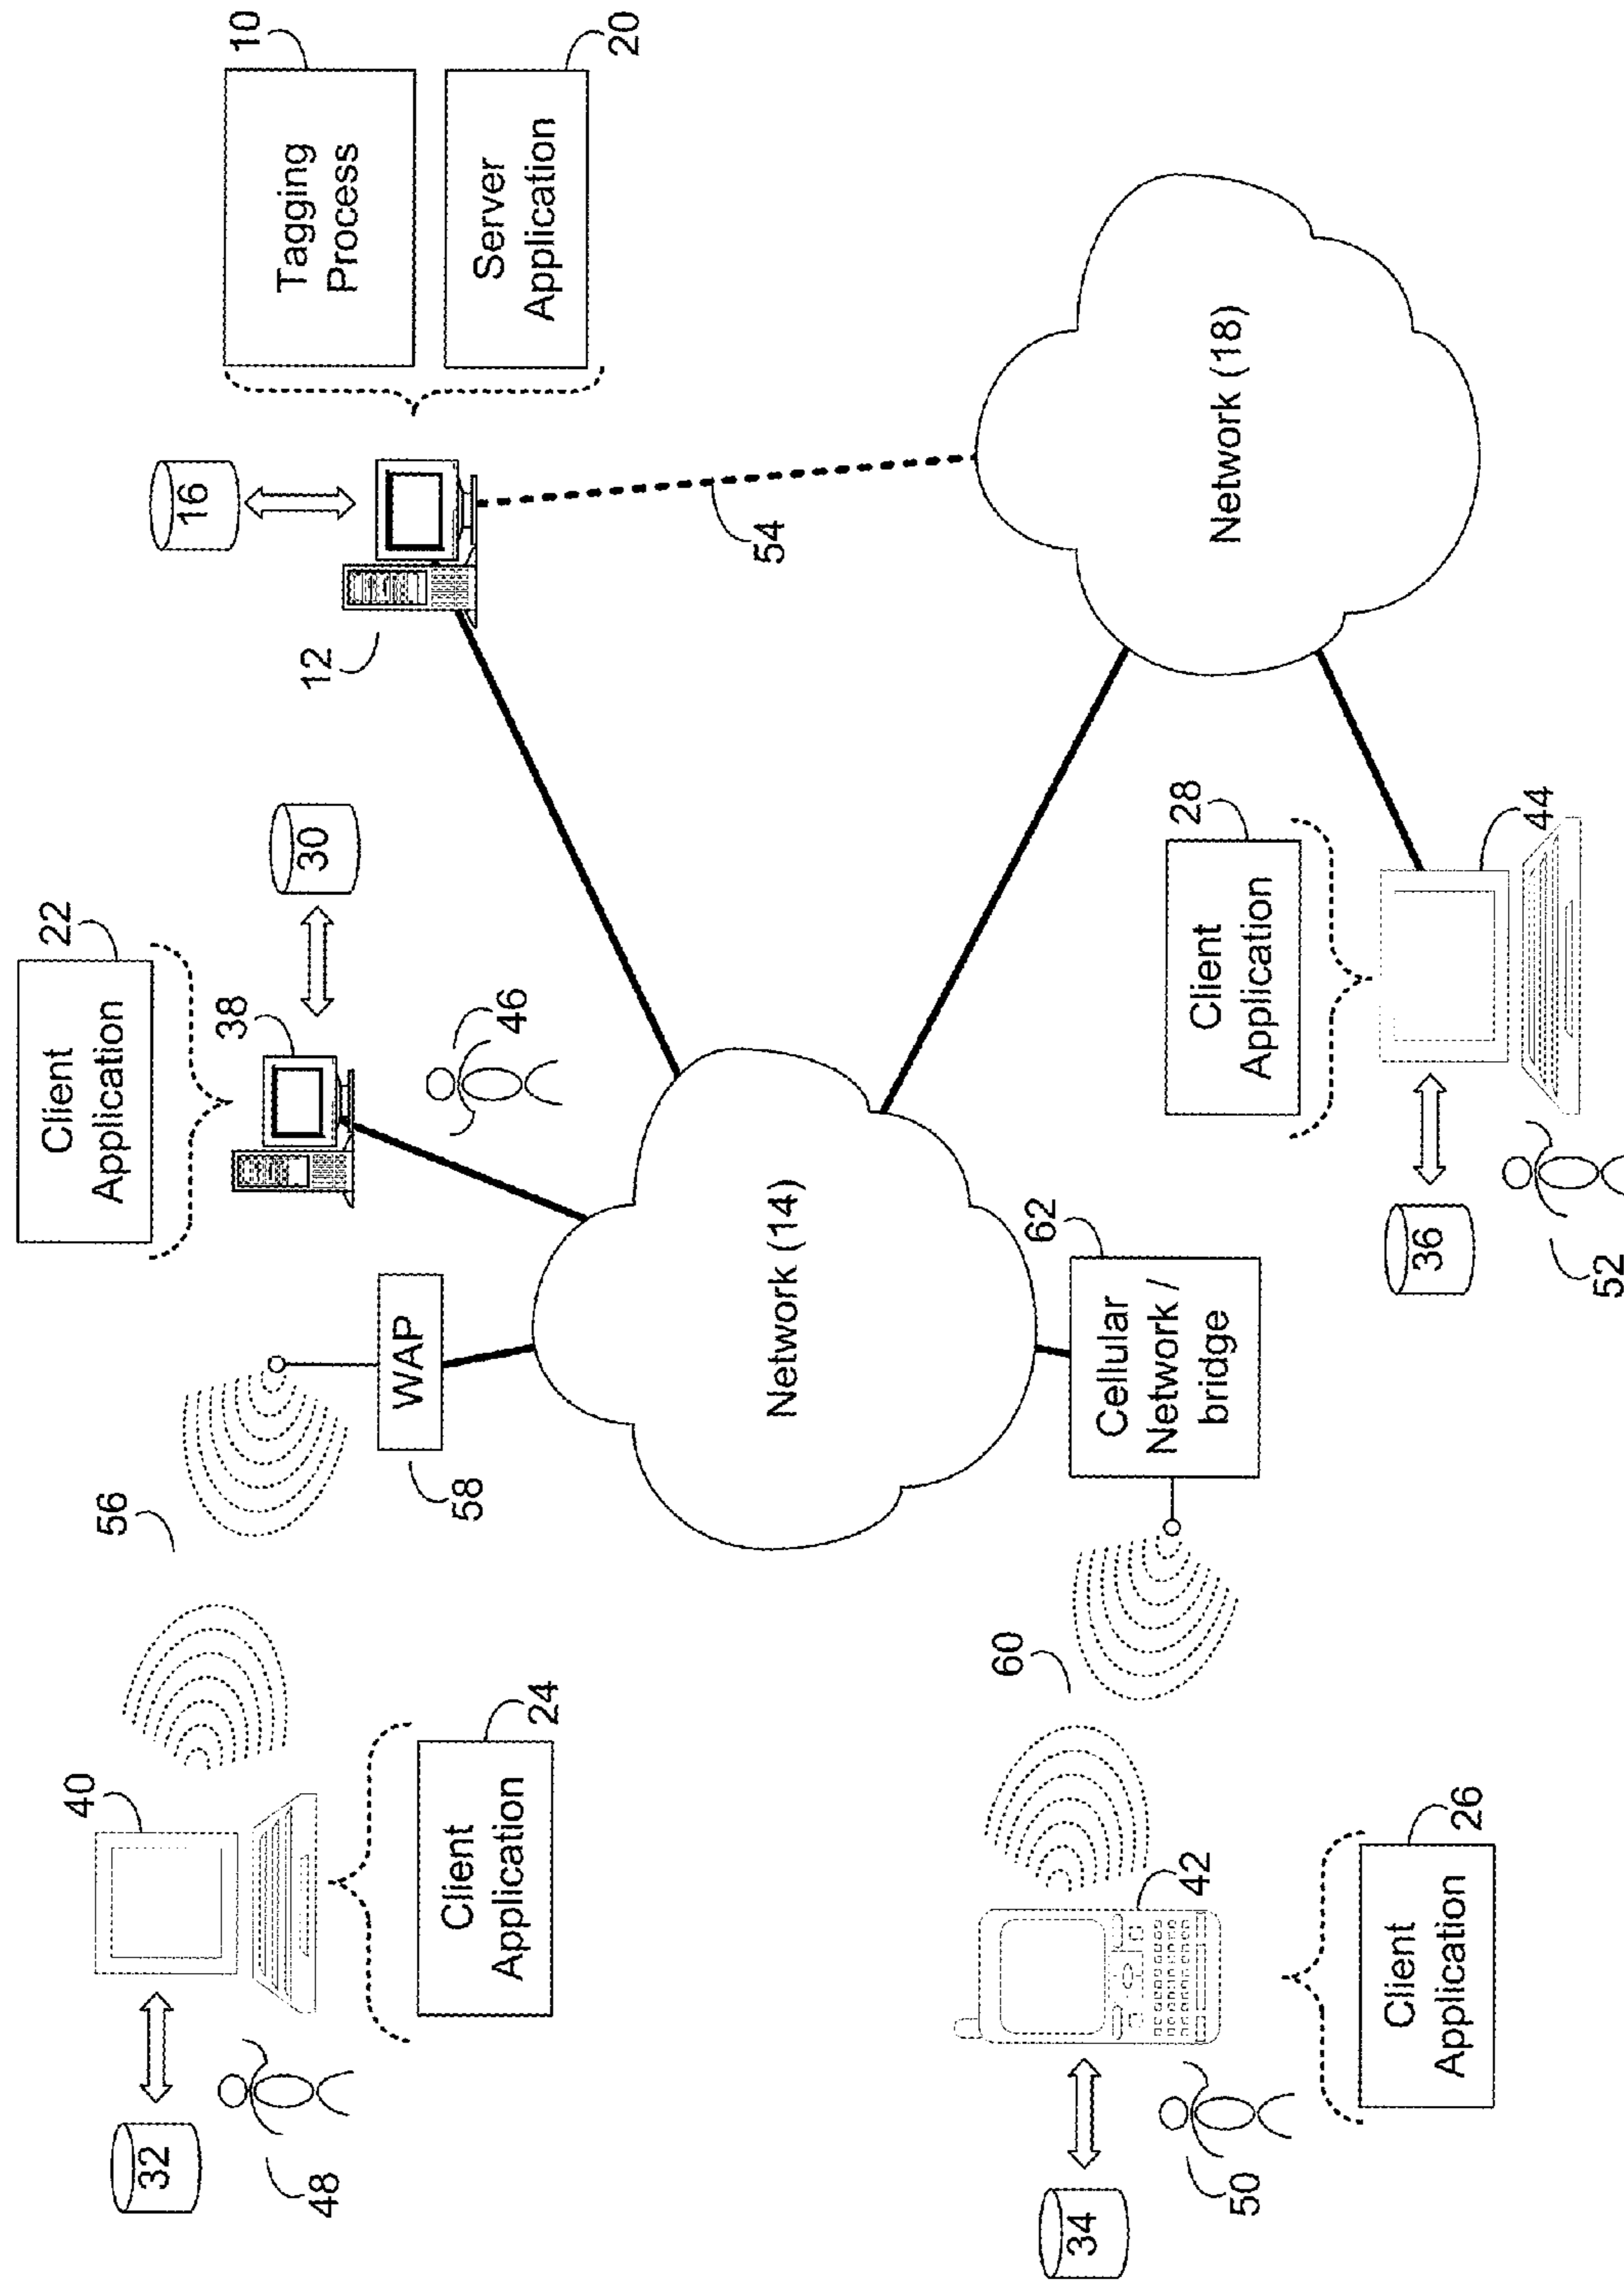 32
40
48
Client
Application
24
56
WAP
58
Client
Application
22
38
30
46
16
12
Tagging
Process
10
Server
Application
20
54
Network (14)
Network (18)
34
50
42
Client
Application
26
60
Cellular
Network /
bridge
62
36
52
Client
Application
28
44